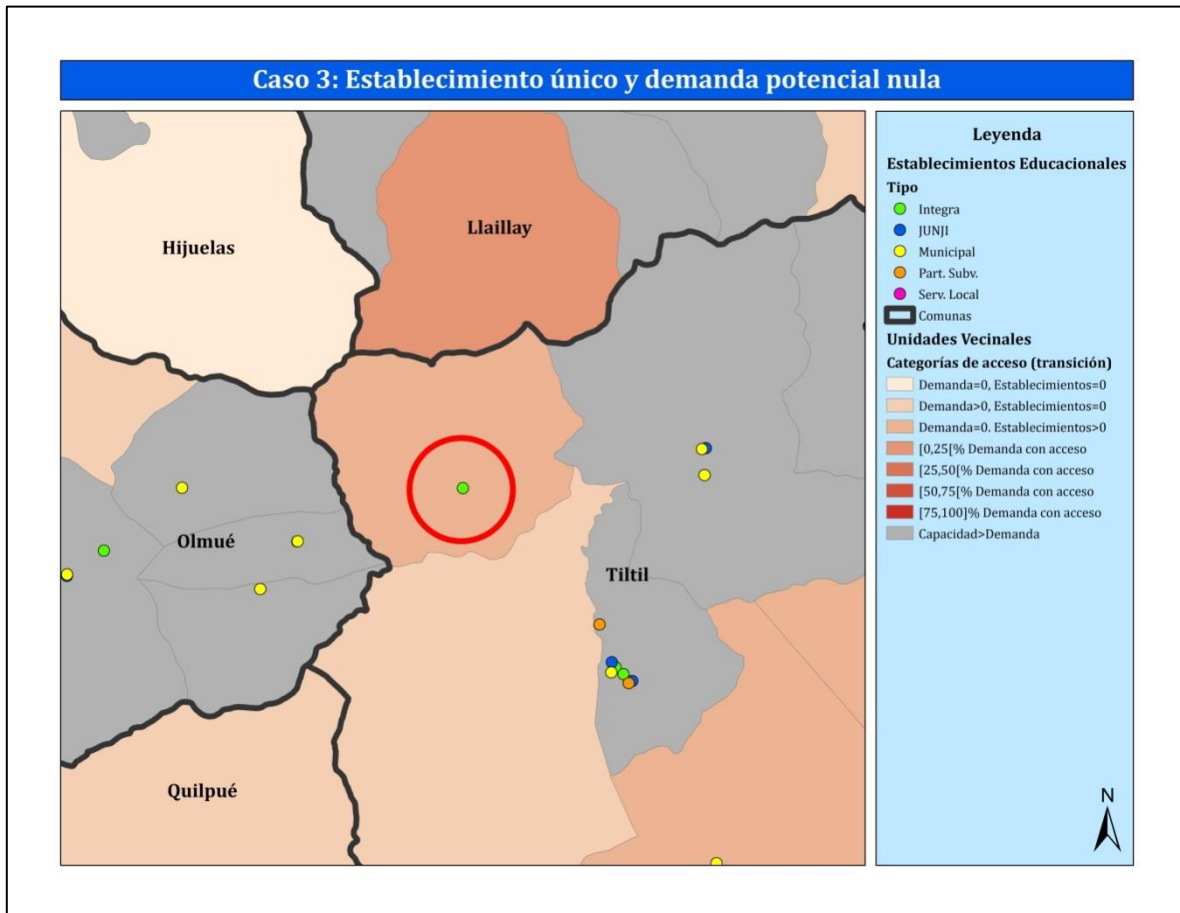 Caso 3: Establecimiento único y demanda potencial nula
Hijuelas
Llaillay
Olmué
Tiltil
Quilpué
Leyenda
Establecimientos Educacionales
Tipo
Integra
JUNJI
Municipal
Part. Subv.
Serv. Local
Comunas
Unidades Vecinales
Categorías de acceso (transición)
Demanda=0, Establecimientos=0
Demanda>0, Establecimientos=0
Demanda=0. Establecimientos>0
[0,25[% Demanda con acceso
[25,50[% Demanda con acceso
[50,75[% Demanda con acceso
[75,100]% Demanda con acceso
Capacidad>Demanda
N